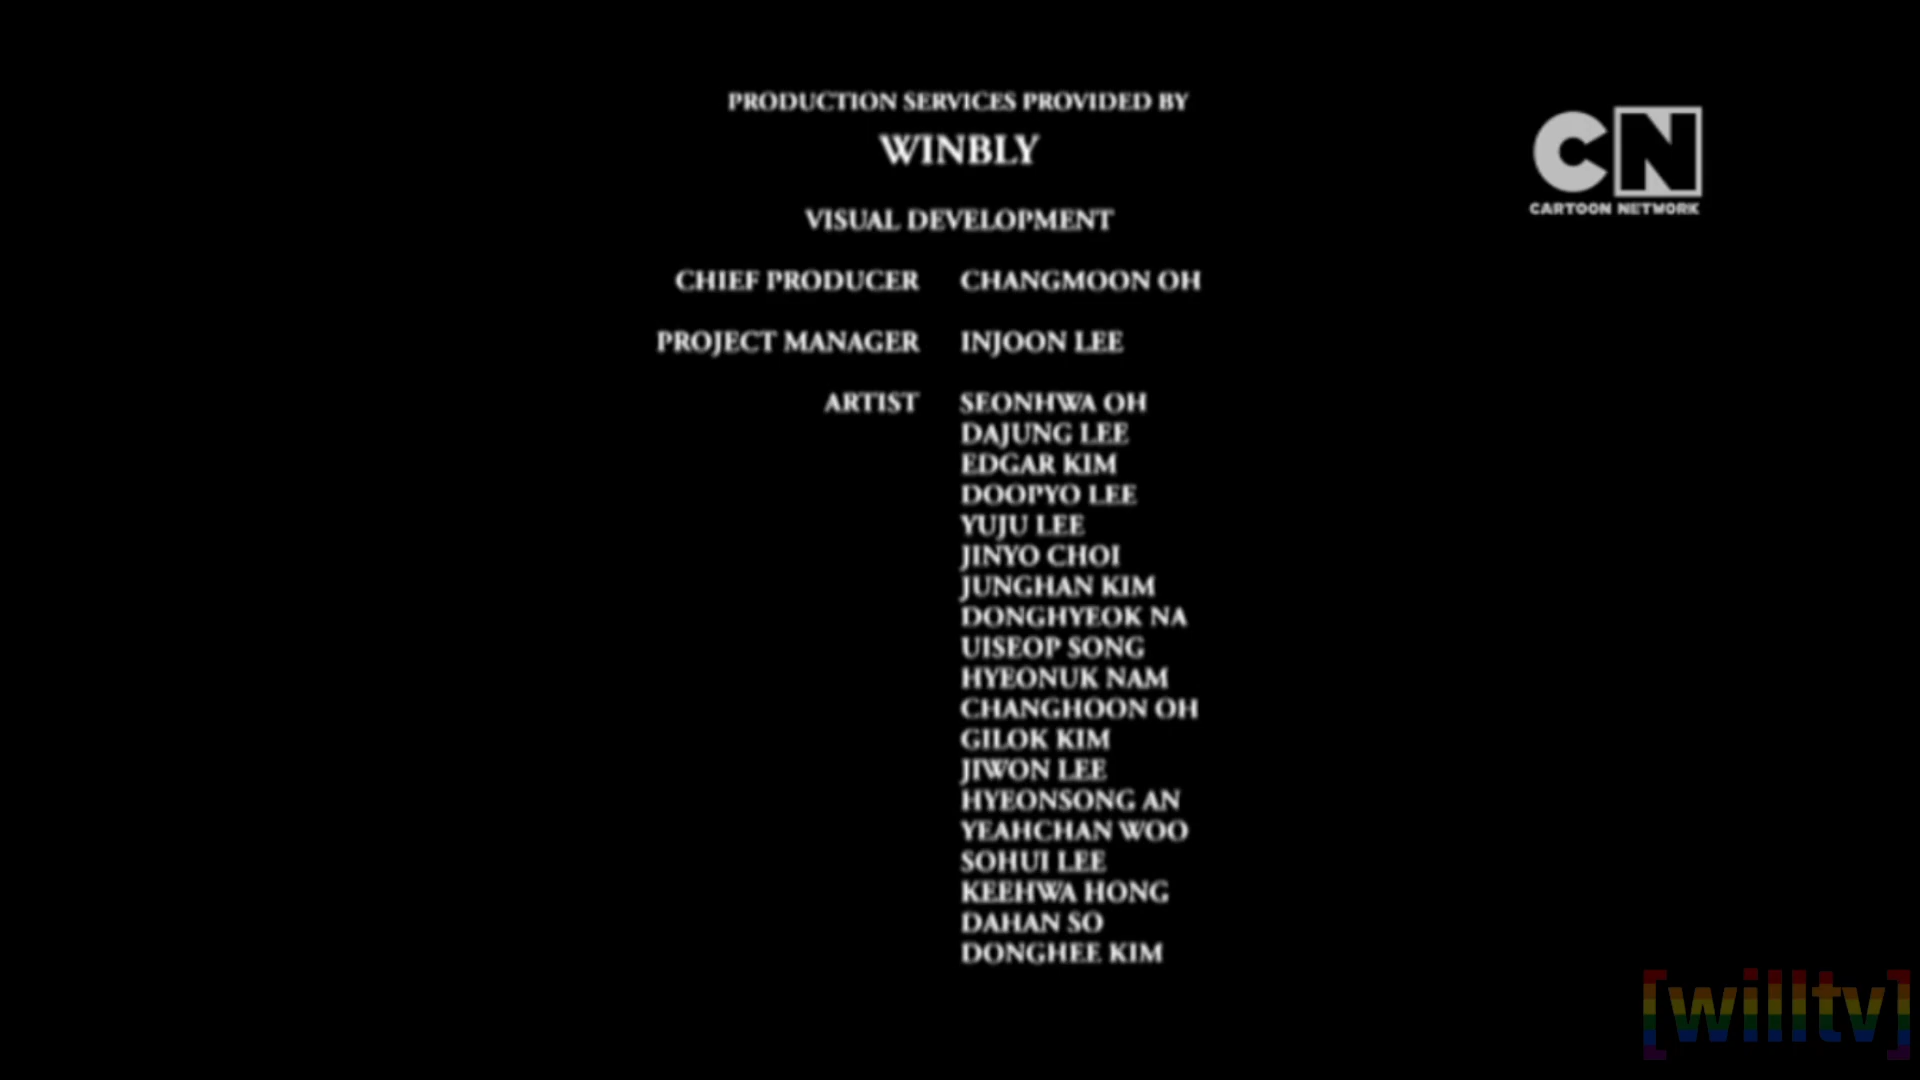 PRODUCTION SERVICES PROVIDED BY
WINBLY
VISUAL DEVELOPMENT
CHIEF PRODUCER CHANGMOON OH
PROJECT MANAGER INJOON LEE
ARTIST SEONHWA OH
DAJUNG LEE
EDGAR KIM
DOOPYO LEE
YUJU LEE
JINYO CHOI
JUNGHAN KIM
DONGHYEOK NA
UISEOP SONG
HYEONUK NAM
CHANGHOON OH
GILOK KIM
JIWON LEE
HYEONSONG AN
YEAHCHAN WOO
SOHUI LEE
KEEHWA HONG
DAHAN SO
DONGHEE KIM
CN
CARTOON NETWORK
[willtv]